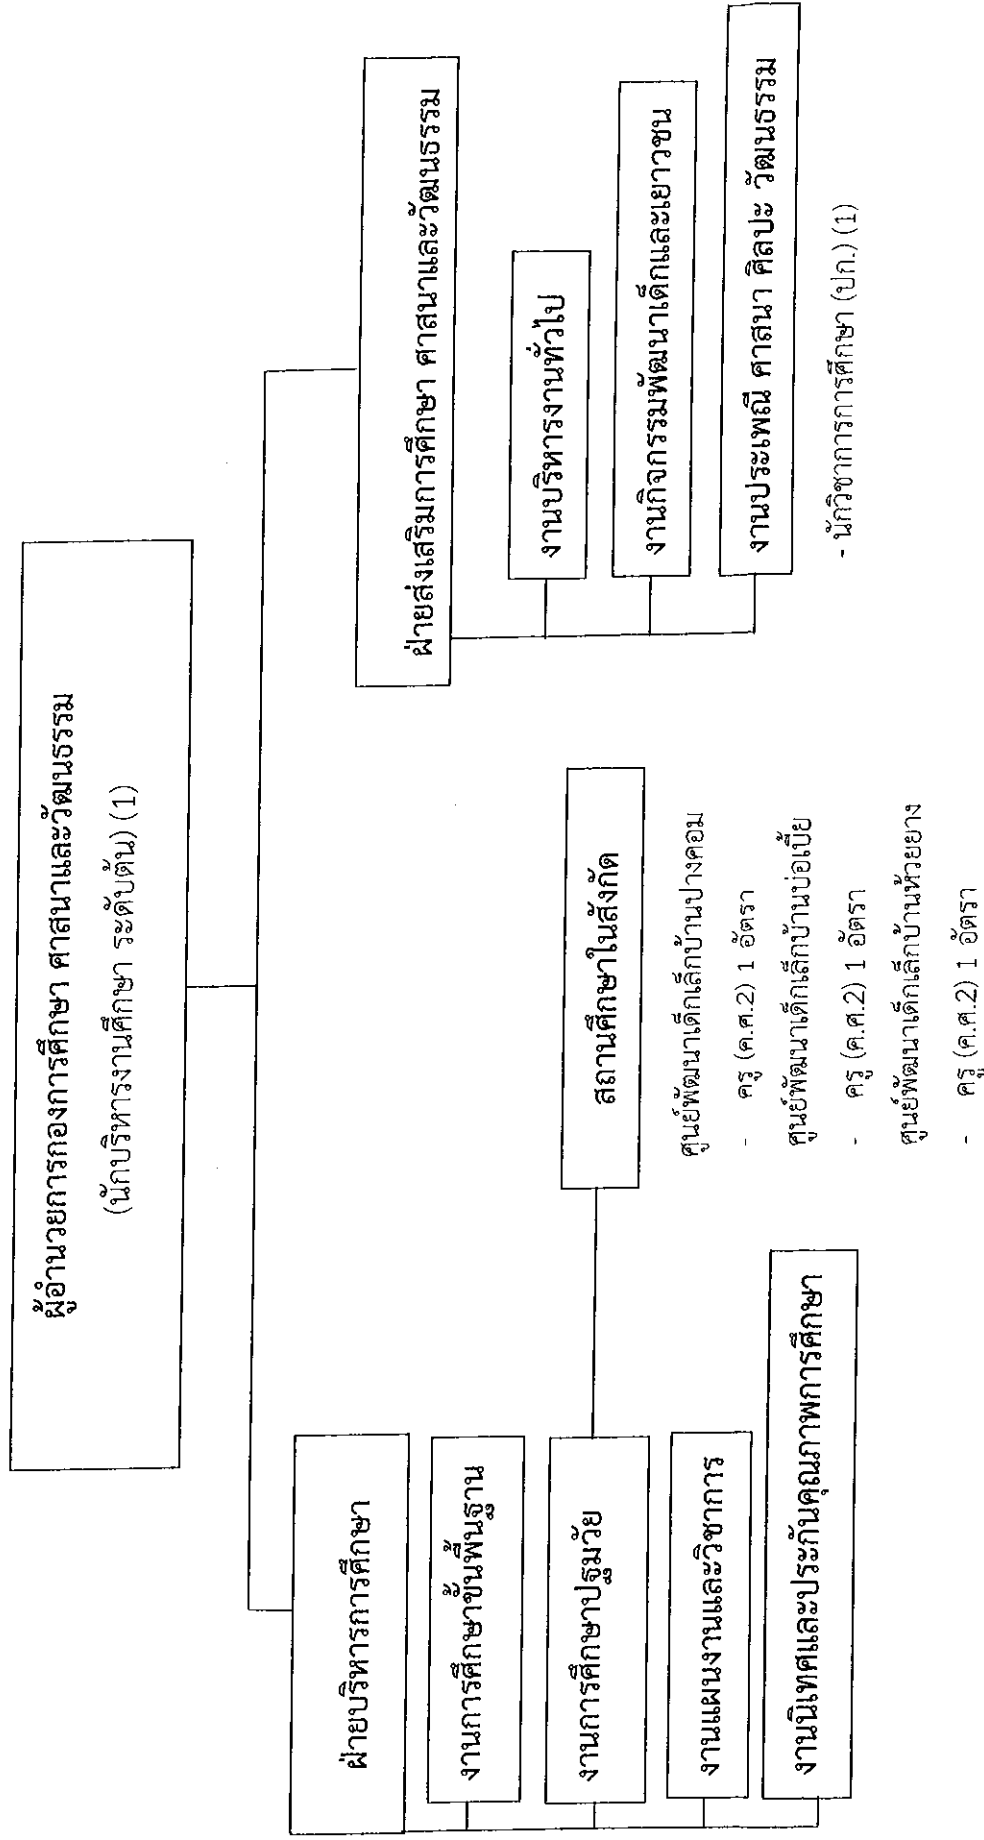 ผู้อำนวยการกองการศึกษา ศาสนาและวัฒนธรรม
(นักบริหารงานศึกษา ระดับต้น) (1)
ฝ่ายบริหารการศึกษา
งานการศึกษาขั้นพื้นฐาน
งานการศึกษาปฐมวัย
งานแผนงานและวิชาการ
งานนิเทศและประกันคุณภาพการศึกษา
สถานศึกษาในสังกัด
ศูนย์พัฒนาเด็กเล็กบ้านปางคอม
- ครู (ค.ศ.2) 1 อัตรา
ศูนย์พัฒนาเด็กเล็กบ้านบ่อเบี้ย
- ครู (ค.ศ.2) 1 อัตรา
ศูนย์พัฒนาเด็กเล็กบ้านห้วยยาง
- ครู (ค.ศ.2) 1 อัตรา
ฝ่ายส่งเสริมการศึกษา ศาสนาและวัฒนธรรม
งานบริหารงานทั่วไป
งานกิจกรรมพัฒนาเด็กและเยาวชน
งานประเพณี ศาสนา ศิลปะ วัฒนธรรม
- นักวิชาการการศึกษา (ปก.) (1)